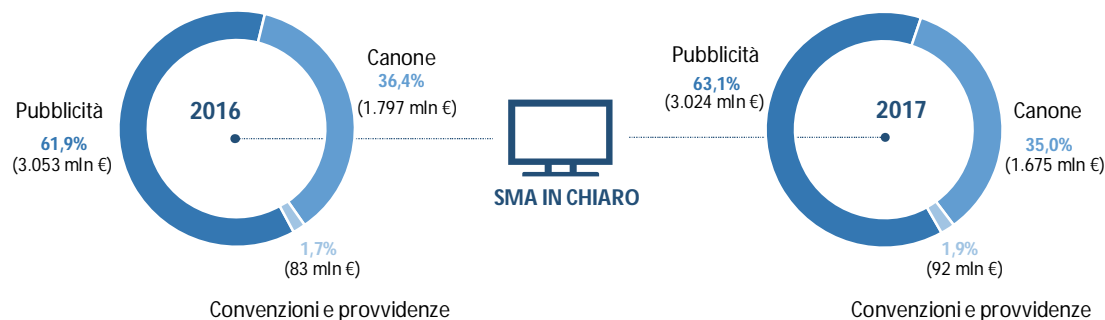 Pubblicità
61,9%
(3.053 mln €)
2016
Canone
36,4%
(1.797 mln €)
1,7%
(83 mln €)
Convenzioni e provvidenze
SMA IN CHIARO
Pubblicità
63,1%
(3.024 mln €)
2017
Canone
35,0%
(1.675 mln €)
1,9%
(92 mln €)
Convenzioni e provvidenze